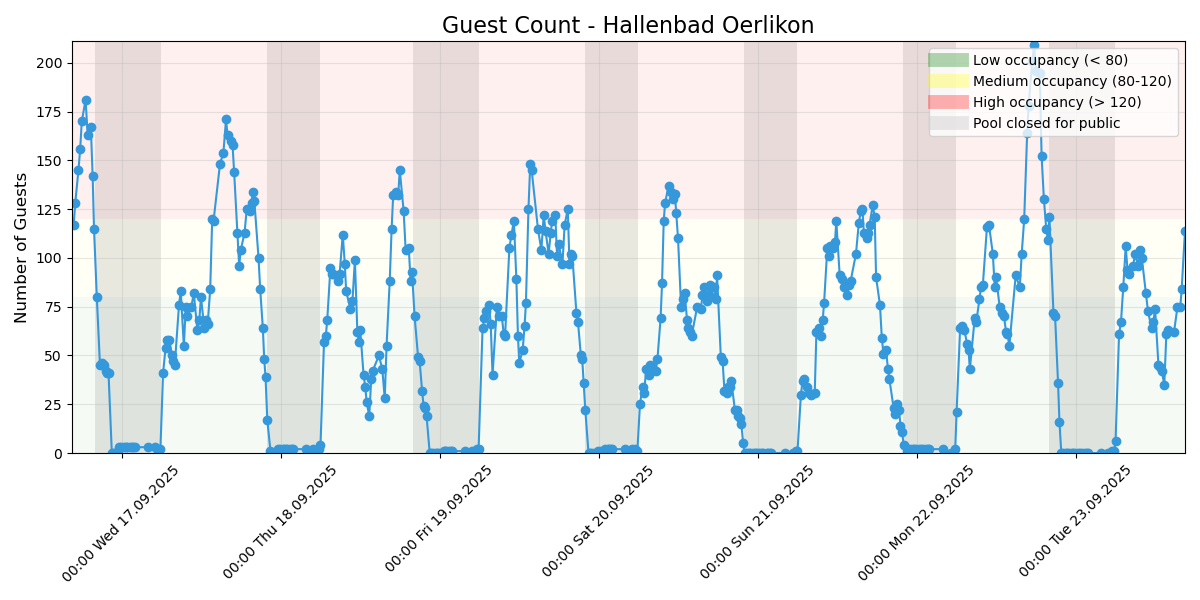 Guest Count - Hallenbad Oerlikon
Low occupancy (< 80)
Medium occupancy (80-120)
High occupancy (> 120)
Pool closed for public
Number of Guests
200
175
150
125
100
75
50
25
0
00:00 Wed 17.09.2025
00:00 Thu 18.09.2025
00:00 Fri 19.09.2025
00:00 Sat 20.09.2025
00:00 Sun 21.09.2025
00:00 Mon 22.09.2025
00:00 Tue 23.09.2025